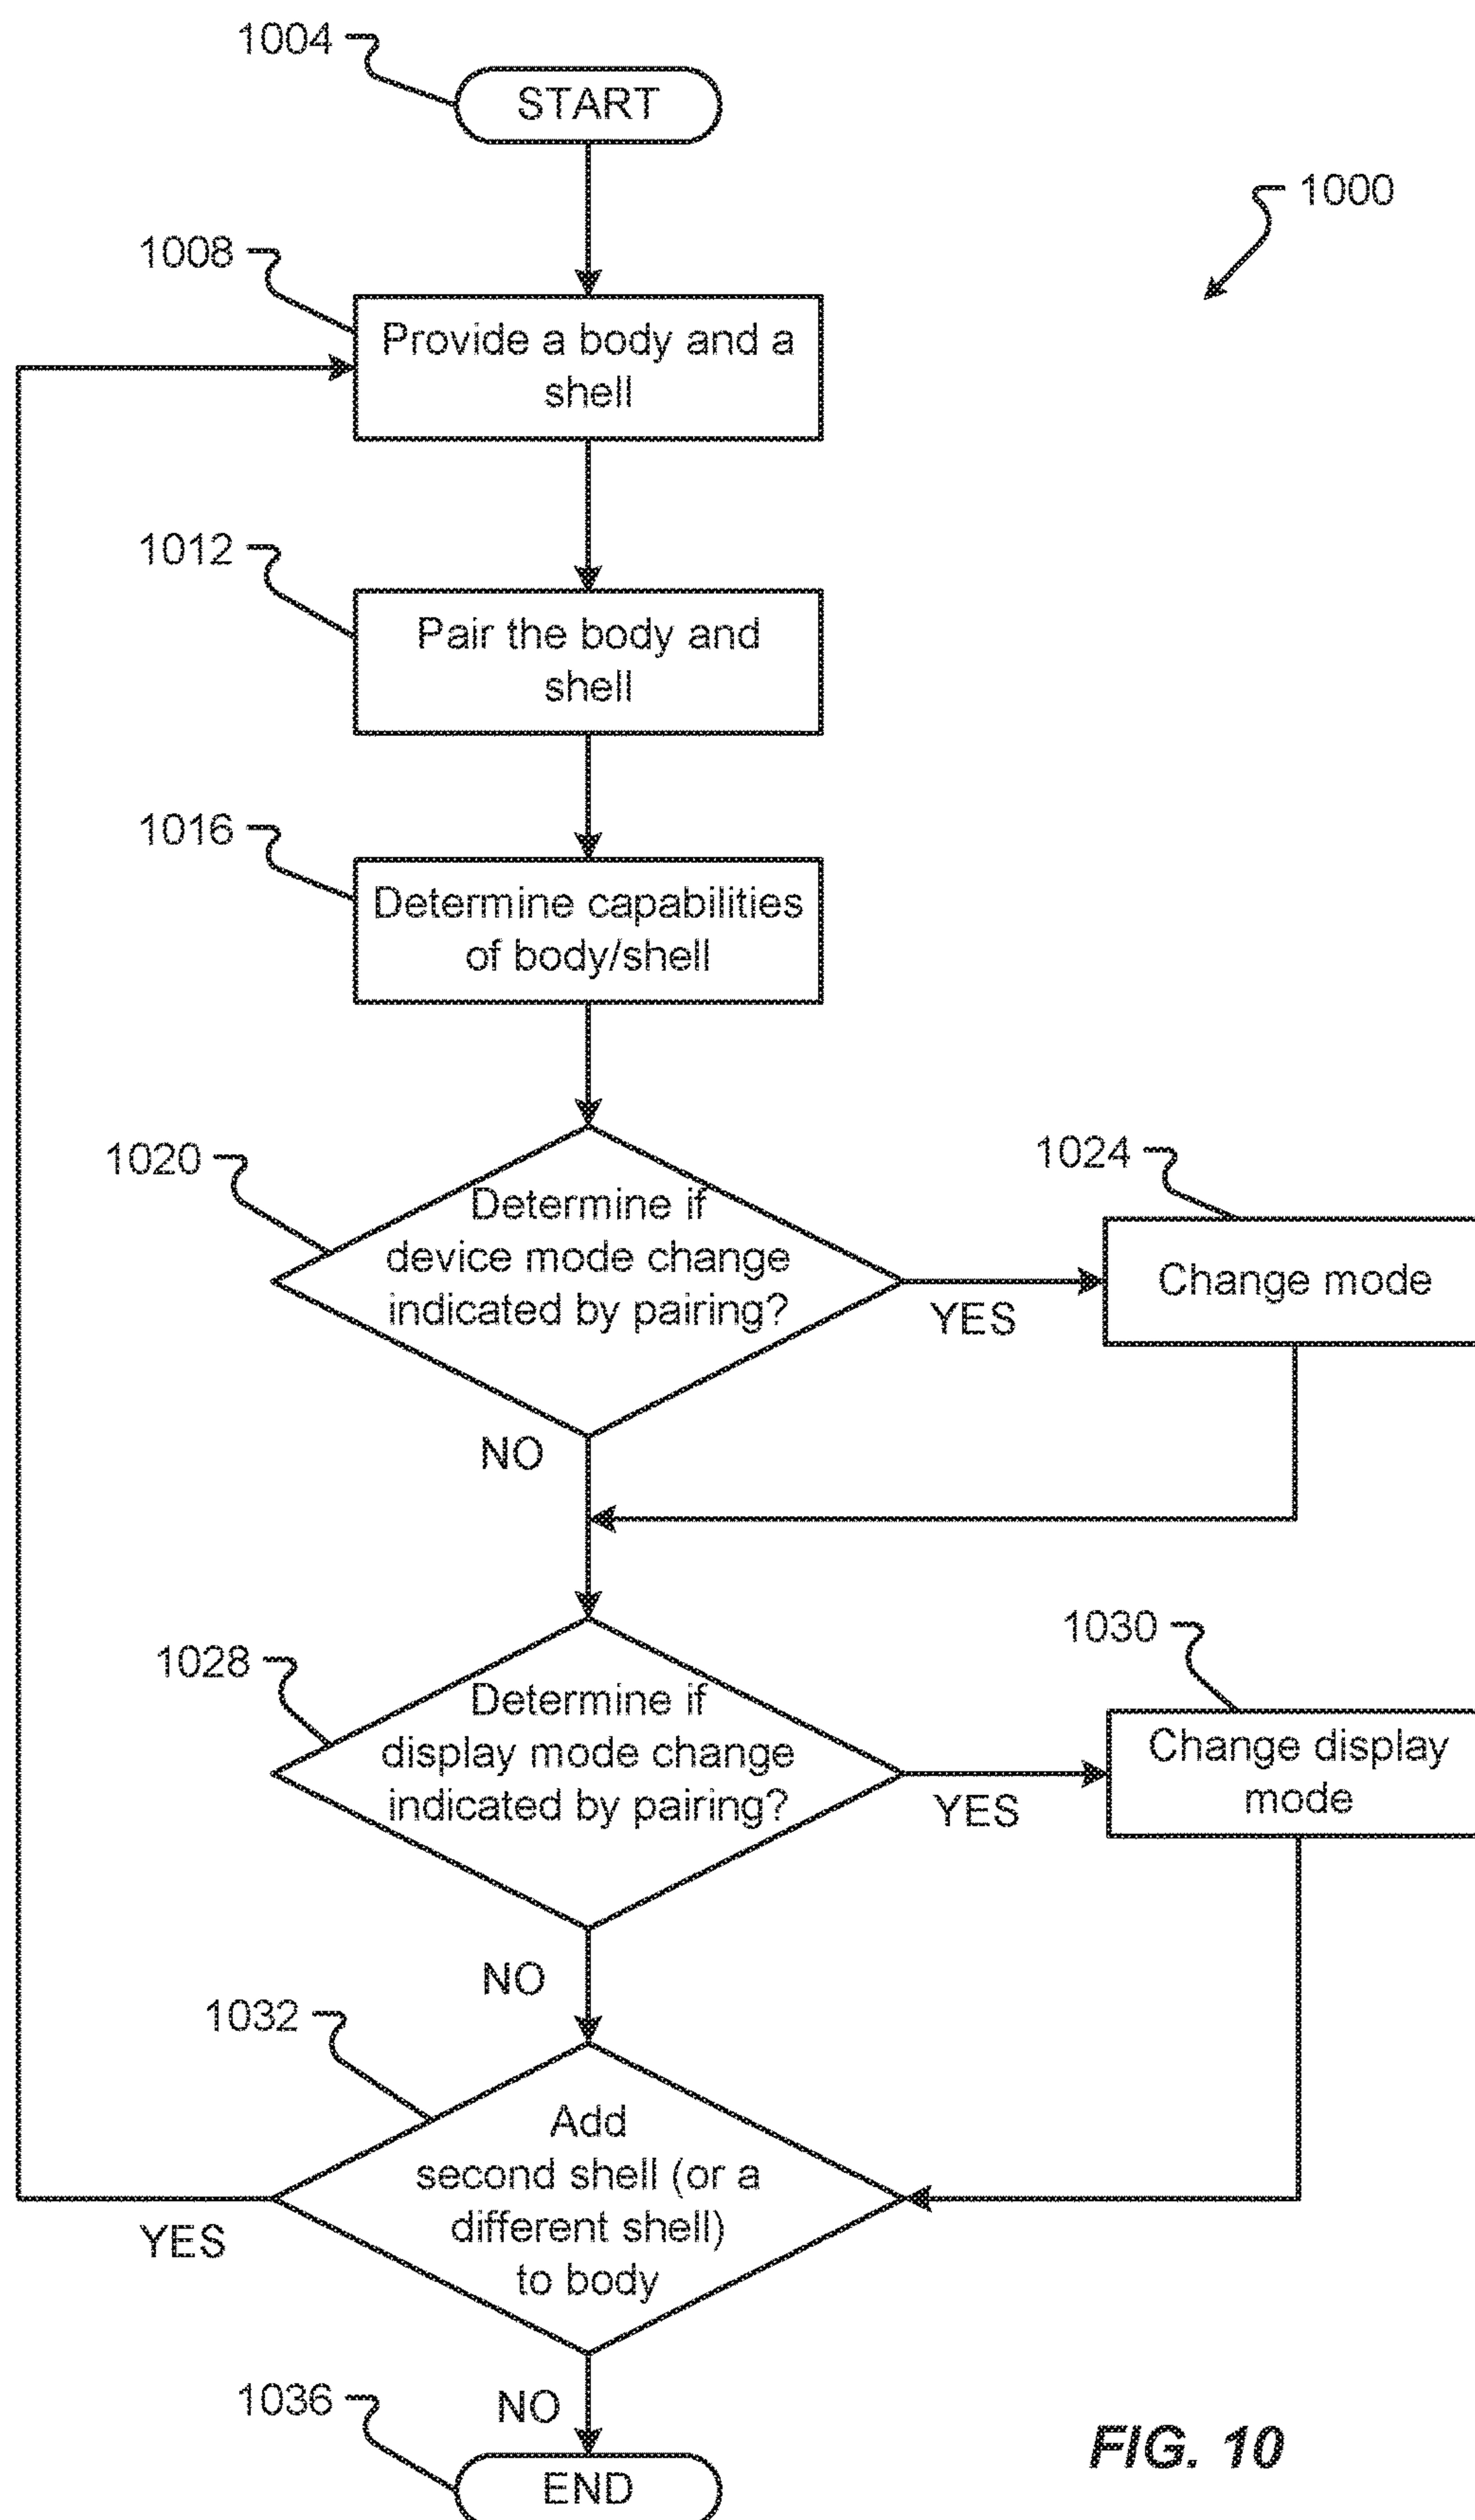 1004
START
1000
1008
Provide a body and a
shell
1012
Pair the body and
shell
1016
Determine capabilities
of body/shell
1020
Determine if
device mode change
indicated by pairing?
YES
1024
Change mode
NO
1028
Determine if
display mode change
indicated by pairing?
YES
1030
Change display
mode
NO
1032
Add
second shell (or a
different shell)
to body
YES
NO
1036
END
FIG. 10